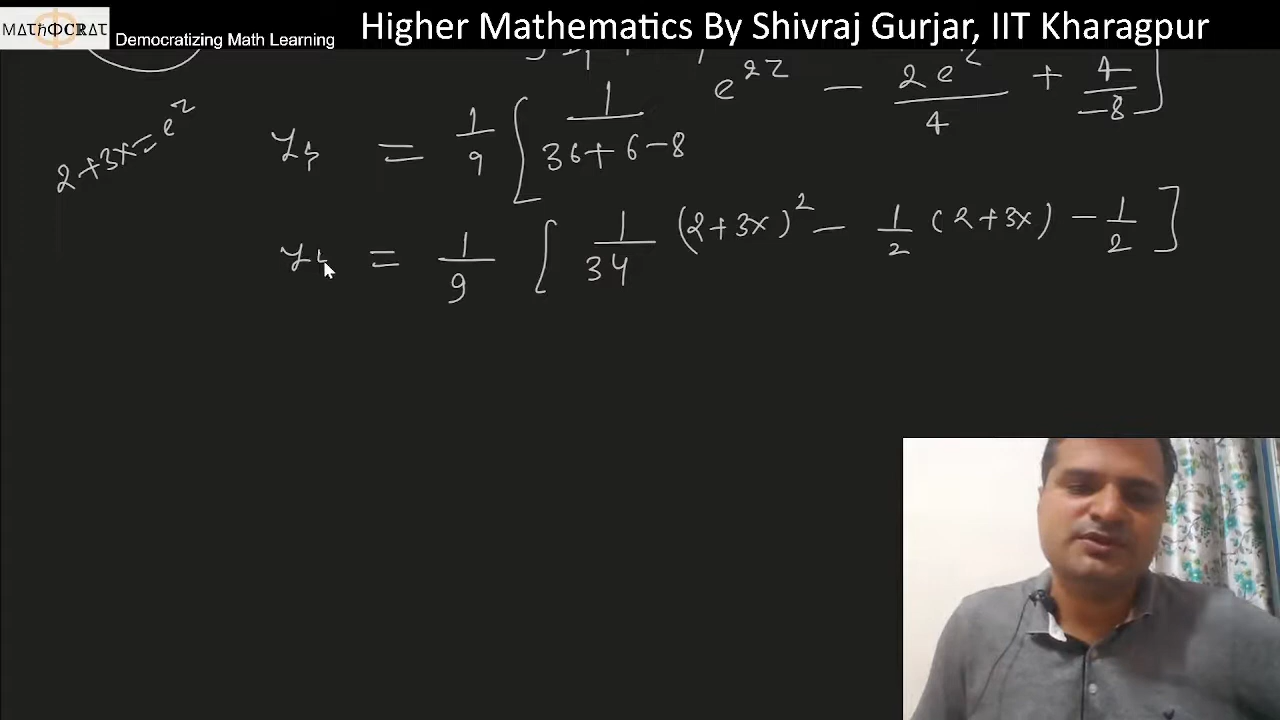 MATHΦCRAT Democratizing Math Learning
Higher Mathematics By Shivraj Gurjar, IIT Kharagpur
2+3x=e^z
y_p = 1/9 [ 1/(36+6-8) e^{2z} - 2e^z/4 + 4/-8 ]
y_p = 1/9 [ 1/34 (2+3x)^2 - 1/2 (2+3x) - 1/2 ]